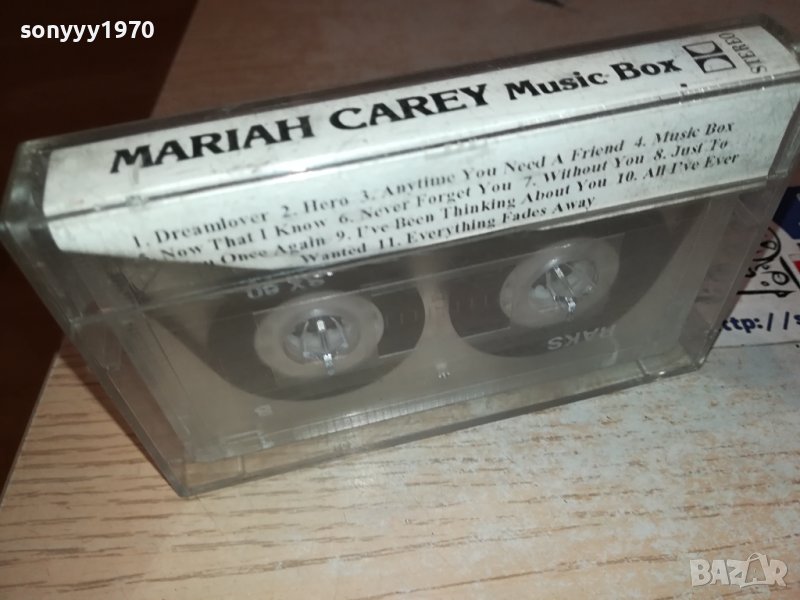 sonyyy1970
MARIAH CAREY Music Box
STEREO
1. Dreamlover 2. Hero 3. Anytime You Need A Friend 4. Music Box
Now That I Know 6. Never Forget You 7. Without You 8. Just To
Once Again 9. I've Been Thinking About You 10. All I've Ever
Wanted 11. Everything Fades Away
SX 60
RAKS
B
BAZAR